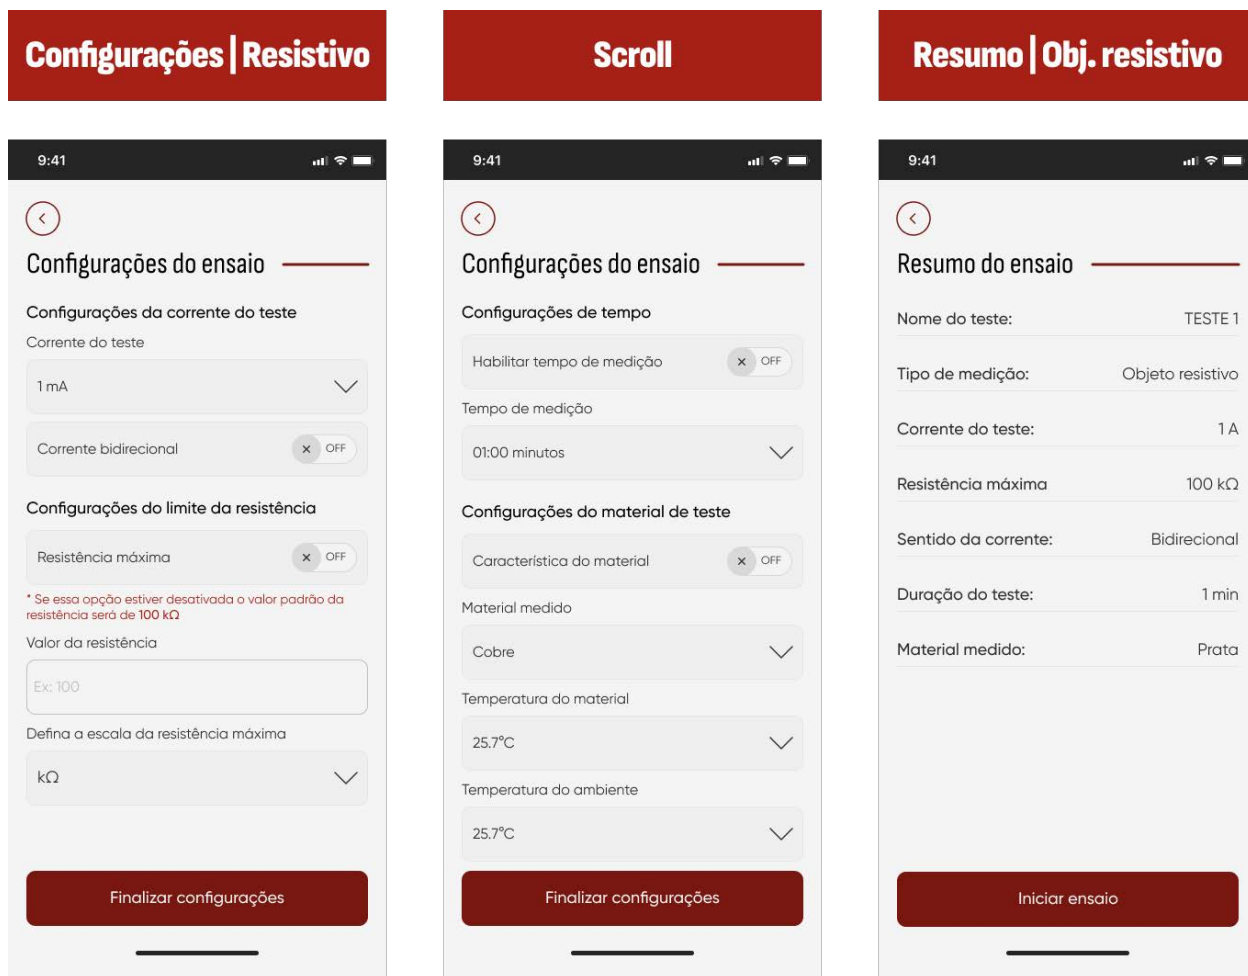 Configurações | Resistivo
9:41
Configurações do ensaio
Configurações da corrente do teste
Corrente do teste
1 mA
Corrente bidirecional
OFF
Configurações do limite da resistência
Resistência máxima
OFF
* Se essa opção estiver desativada o valor padrão da
resistência será de 100 kΩ
Valor da resistência
Ex: 100
Defina a escala da resistência máxima
kΩ
Finalizar configurações
Scroll
9:41
Configurações do ensaio
Configurações de tempo
Habilitar tempo de medição
OFF
Tempo de medição
01:00 minutos
Configurações do material de teste
Característica do material
OFF
Material medido
Cobre
Temperatura do material
25.7°C
Temperatura do ambiente
25.7°C
Finalizar configurações
Resumo | Obj. resistivo
9:41
Resumo do ensaio
Nome do teste: TESTE 1
Tipo de medição: Objeto resistivo
Corrente do teste: 1 A
Resistência máxima 100 kΩ
Sentido da corrente: Bidirecional
Duração do teste: 1 min
Material medido: Prata
Iniciar ensaio